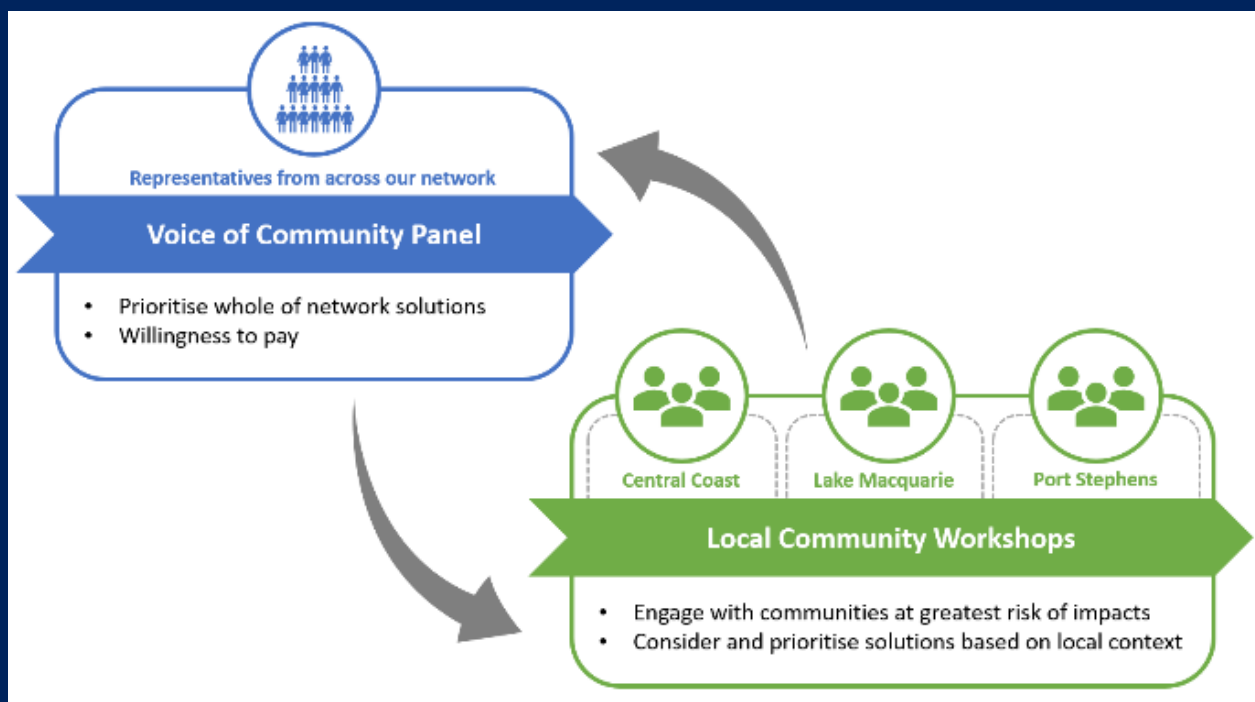 Representatives from across our network
Voice of Community Panel
• Prioritise whole of network solutions
• Willingness to pay
Central Coast
Lake Macquarie
Port Stephens
Local Community Workshops
• Engage with communities at greatest risk of impacts
• Consider and prioritise solutions based on local context